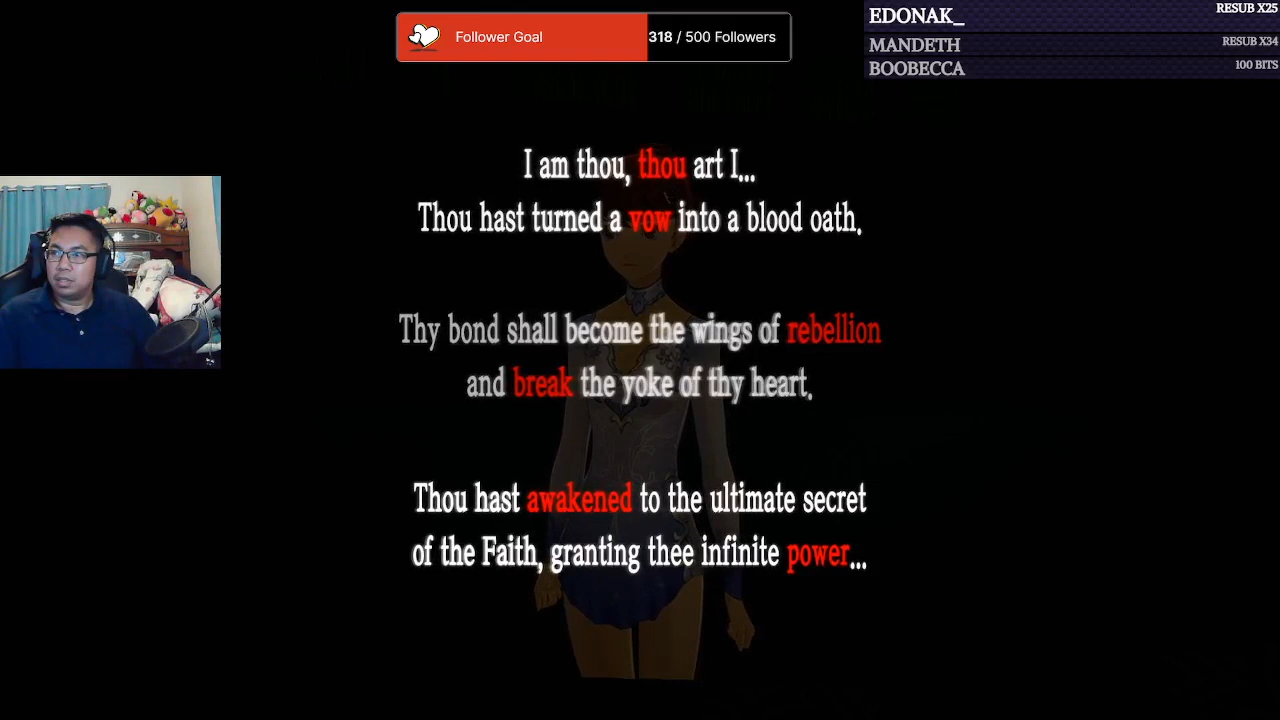 Follower Goal
318 / 500 Followers
EDONAK_ RESUB X25
MANDETH RESUB X34
BOOBECCA 100 BITS
I am thou, thou art I...
Thou hast turned a vow into a blood oath.
Thy bond shall become the wings of rebellion
and break the yoke of thy heart.
Thou hast awakened to the ultimate secret
of the Faith, granting thee infinite power...